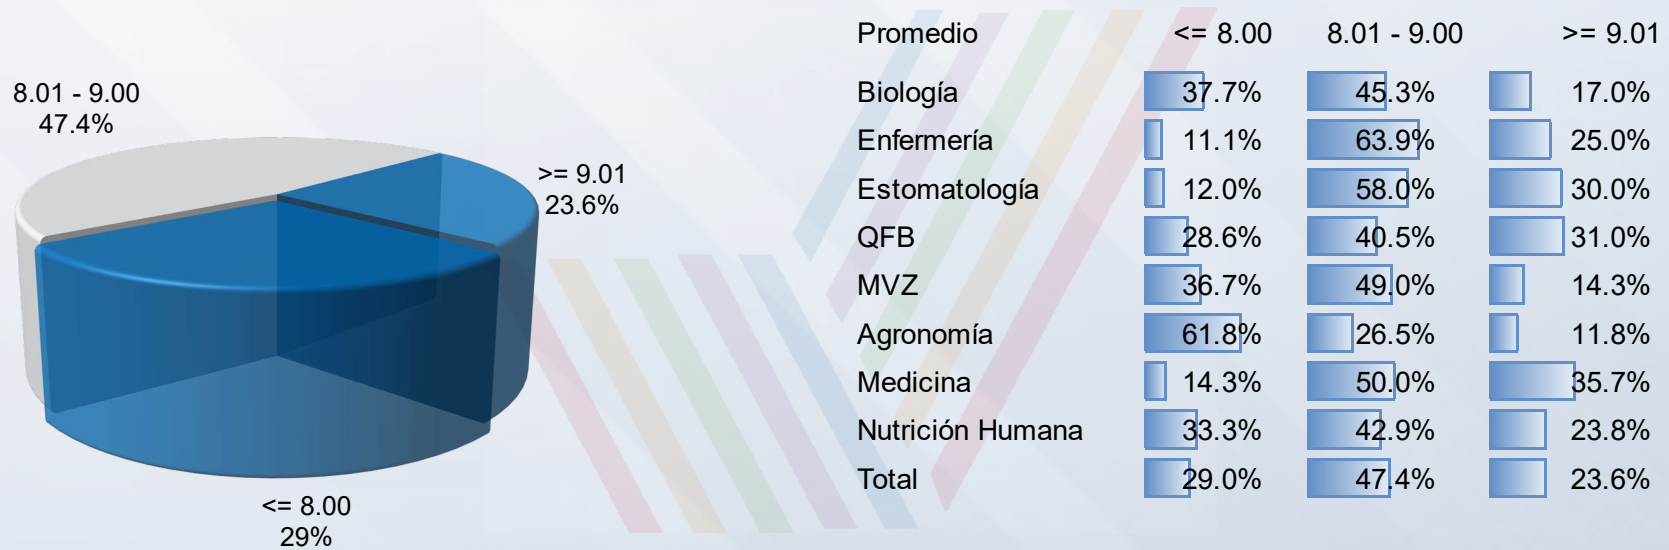 8.01 - 9.00
47.4%
>= 9.01
23.6%
<= 8.00
29%
Promedio <= 8.00 8.01 - 9.00 >= 9.01
Biología 37.7% 45.3% 17.0%
Enfermería 11.1% 63.9% 25.0%
Estomatología 12.0% 58.0% 30.0%
QFB 28.6% 40.5% 31.0%
MVZ 36.7% 49.0% 14.3%
Agronomía 61.8% 26.5% 11.8%
Medicina 14.3% 50.0% 35.7%
Nutrición Humana 33.3% 42.9% 23.8%
Total 29.0% 47.4% 23.6%